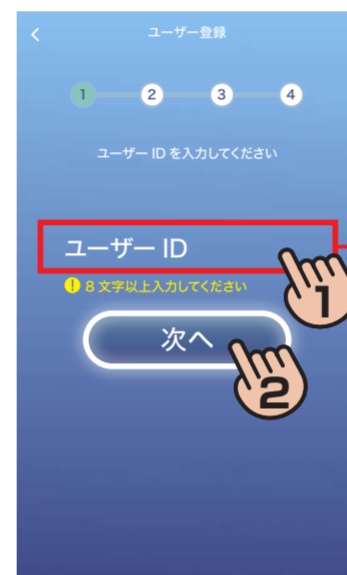 ユーザー登録
1 2 3 4
ユーザー ID を入力してください
ユーザー ID
! 8 文字以上入力してください
1
次へ
2